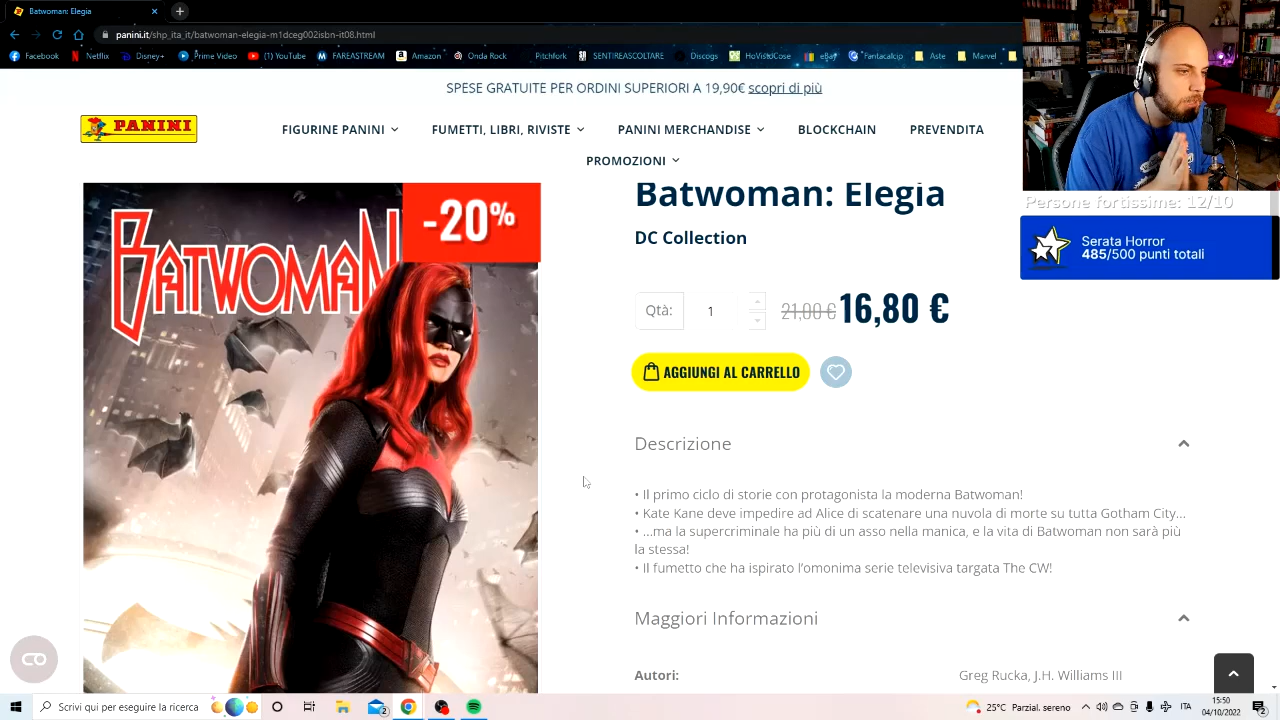 Batwoman: Elegia
panini.it/shp_ita_it/batwoman-elegia-m1dceg002isbn-it08.html
Facebook Netflix Disney+ Prime Video (1) YouTube FAREASTREAM Amazon Onda Rock Pitchfork SENTIREASCOLTARE Discogs HoVistoCose eBay Fantacalcip Aste Marvel
SPESE GRATUITE PER ORDINI SUPERIORI A 19,90€ scopri di più
PANINI
FIGURINE PANINI FUMETTI, LIBRI, RIVISTE PANINI MERCHANDISE BLOCKCHAIN PREVENDITA
PROMOZIONI
BATWOMAN
-20%
Batwoman: Elegia
DC Collection
Qtà: 1 21,00 € 16,80 €
AGGIUNGI AL CARRELLO
Descrizione
• Il primo ciclo di storie con protagonista la moderna Batwoman!
• Kate Kane deve impedire ad Alice di scatenare una nuvola di morte su tutta Gotham City...
• ...ma la supercriminale ha più di un asso nella manica, e la vita di Batwoman non sarà più
la stessa!
• Il fumetto che ha ispirato l'omonima serie televisiva targata The CW!
Maggiori Informazioni
Autori: Greg Rucka, J.H. Williams III
Persone fortissime: 12/10
Serata Horror
485/500 punti totali
Scrivi qui per eseguire la ricerca
2
25°C Parzial. sereno
ITA
15:50
04/10/2022
2